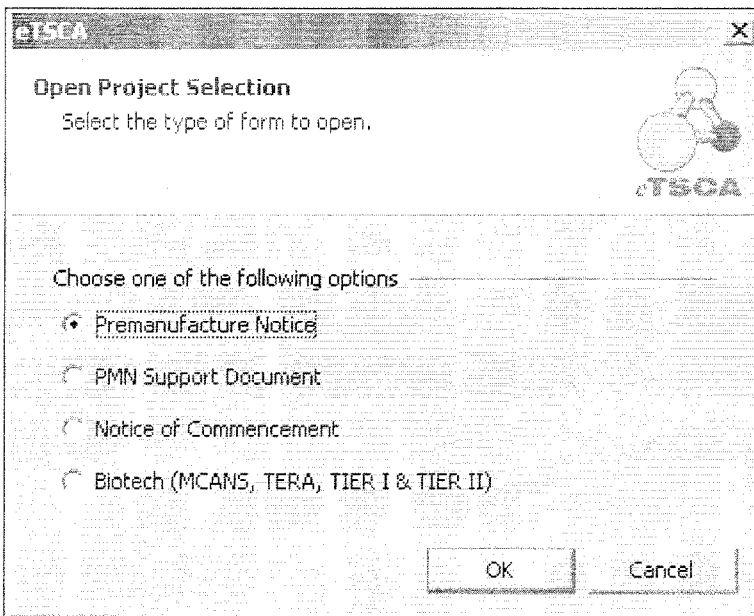 eTSCA
Open Project Selection
Select the type of form to open.
eTSCA
Choose one of the following options
Premanufacture Notice
PMN Support Document
Notice of Commencement
Biotech (MCANS, TERA, TIER I & TIER II)
OK Cancel